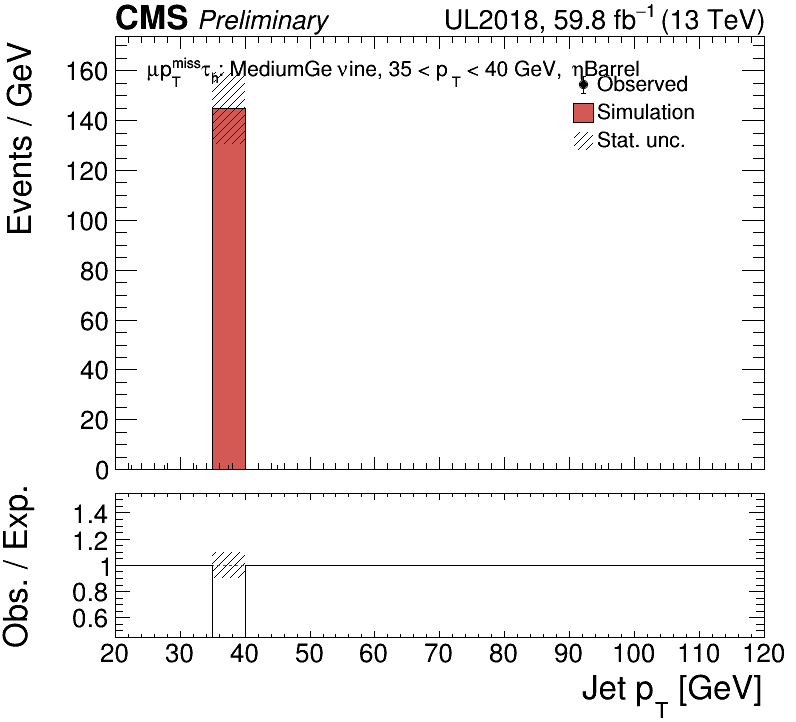 CMS Preliminary UL2018, 59.8 fb⁻¹ (13 TeV)
Events / GeV
160
140
120
100
80
60
40
20
0
μp_T^miss τ_h: MediumGe νine, 35 < p_T < 40 GeV, ηBarrel
Observed
Simulation
Stat. unc.
Obs. / Exp.
1.4
1.2
1
0.8
0.6
20 30 40 50 60 70 80 90 100 110 120
Jet p_T [GeV]